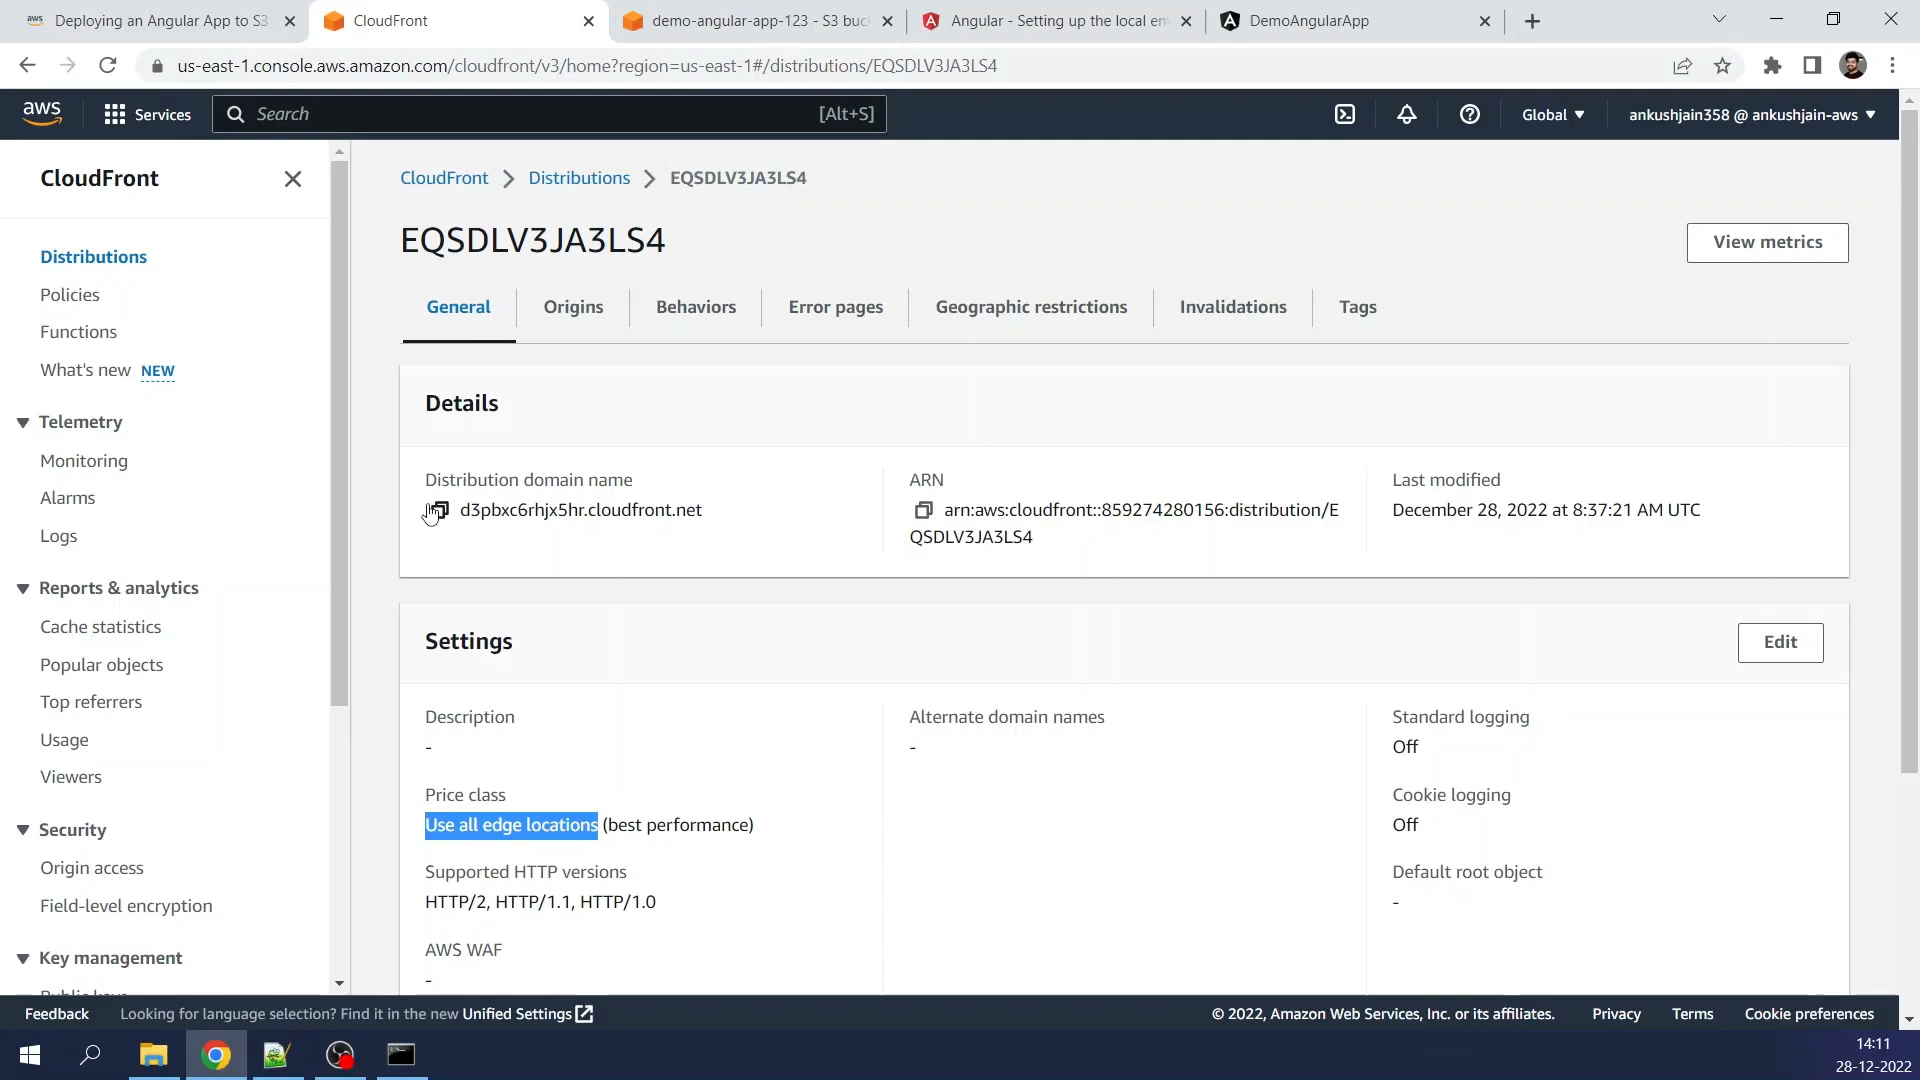 aws Deploying an Angular App to S3
CloudFront
demo-angular-app-123 - S3 buc
Angular - Setting up the local en
DemoAngularApp
us-east-1.console.aws.amazon.com/cloudfront/v3/home?region=us-east-1#/distributions/EQSDLV3JA3LS4
aws
Services
Search
[Alt+S]
Global
ankushjain358 @ ankushjain-aws
CloudFront
Distributions
Policies
Functions
What's new NEW
Telemetry
Monitoring
Alarms
Logs
Reports & analytics
Cache statistics
Popular objects
Top referrers
Usage
Viewers
Security
Origin access
Field-level encryption
Key management
CloudFront Distributions EQSDLV3JA3LS4
EQSDLV3JA3LS4
View metrics
General
Origins
Behaviors
Error pages
Geographic restrictions
Invalidations
Tags
Details
Distribution domain name
d3pbxc6rhjx5hr.cloudfront.net
ARN
arn:aws:cloudfront::859274280156:distribution/E
QSDLV3JA3LS4
Last modified
December 28, 2022 at 8:37:21 AM UTC
Settings
Edit
Description
-
Price class
Use all edge locations (best performance)
Supported HTTP versions
HTTP/2, HTTP/1.1, HTTP/1.0
AWS WAF
-
Alternate domain names
-
Standard logging
Off
Cookie logging
Off
Default root object
-
Feedback
Looking for language selection? Find it in the new Unified Settings
© 2022, Amazon Web Services, Inc. or its affiliates.
Privacy
Terms
Cookie preferences
14:11
28-12-2022